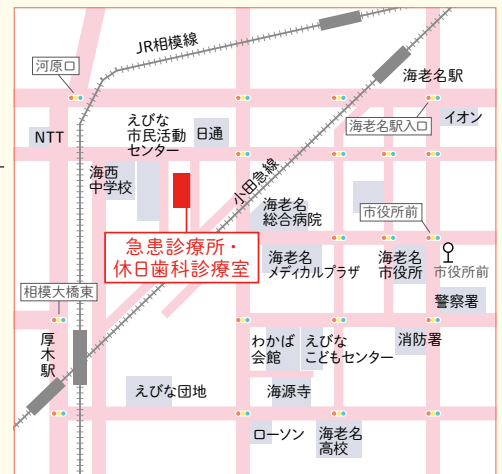 JR相模線
河原口
海老名駅
イオン
海老名駅入口
NTT
えびな
市民活動
センター
日通
海西
中学校
小田急線
海老名
総合病院
市役所前
急患診療所・
休日歯科診療室
海老名
メディカルプラザ
海老名
市役所
市役所前
相模大橋東
警察署
厚木駅
わかば
会館
えびな
こどもセンター
消防署
えびな団地
海源寺
ローソン
海老名
高校